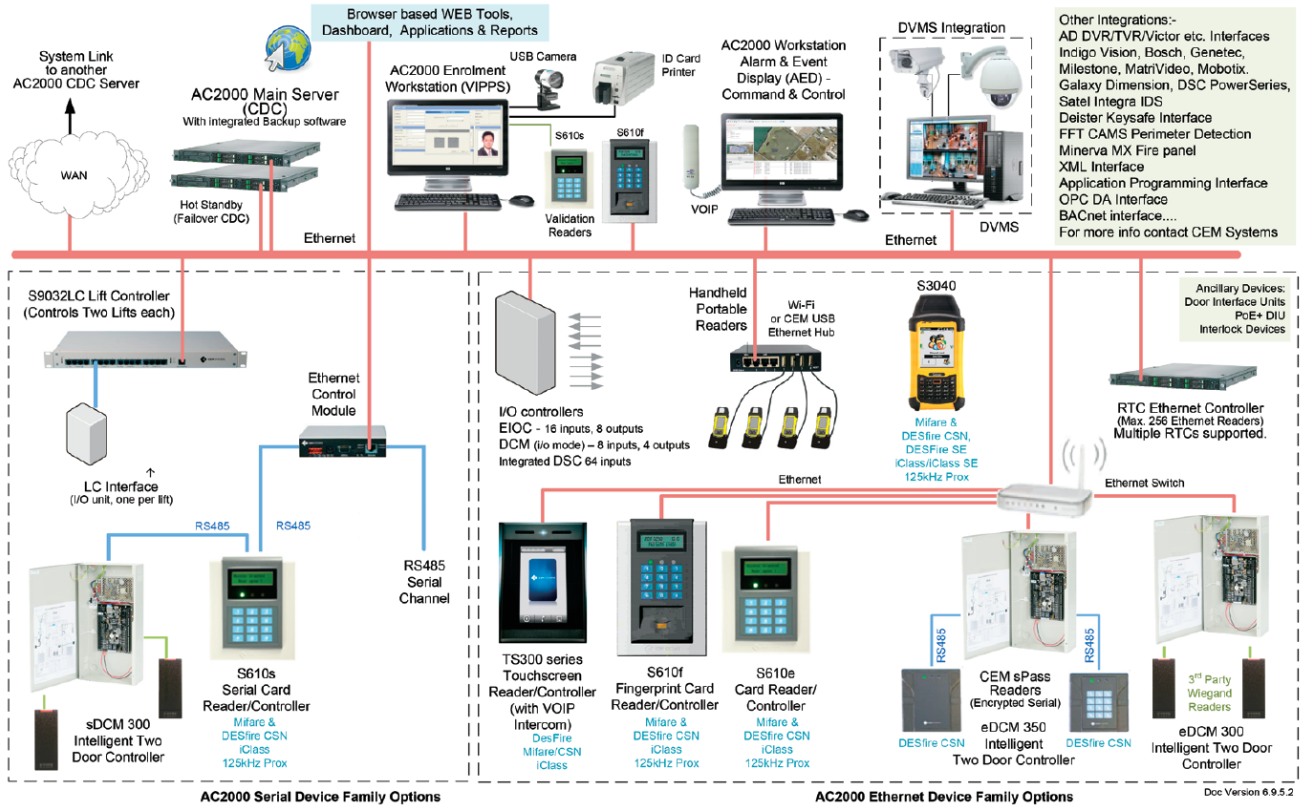 Browser based WEB Tools,
Dashboard, Applications & Reports
System Link
to another
AC2000 CDC Server
WAN
AC2000 Main Server
(CDC)
With integrated Backup software
Hot Standby
(Failover CDC)
AC2000 Enrolment
Workstation (VIPPS)
USB Camera
ID Card
Printer
S610s
S610f
Validation
Readers
AC2000 Workstation
Alarm & Event
Display (AED) -
Command & Control
VOIP
DVMS Integration
DVMS
Other Integrations:-
AD DVR/TVR/Victor etc. Interfaces
Indigo Vision, Bosch, Genetec,
Milestone, MatriVideo, Mobotix.
Galaxy Dimension, DSC PowerSeries,
Satel Integra IDS
Deister Keysafe Interface
FFT CAMS Perimeter Detection
Minerva MX Fire panel
XML Interface
Application Programming Interface
OPC DA Interface
BACnet interface....
For more info contact CEM Systems
Ethernet
Ethernet
S9032LC Lift Controller
(Controls Two Lifts each)
LC Interface
(I/O unit, one per lift)
Ethernet
Control
Module
RS485
RS485
RS485
Serial
Channel
sDCM 300
Intelligent Two
Door Controller
S610s
Serial Card
Reader/Controller
Mifare &
DESfire CSN
iClass
125kHz Prox
AC2000 Serial Device Family Options
I/O controllers
EIOC - 16 inputs, 8 outputs
DCM (i/o mode) – 8 inputs, 4 outputs
Integrated DSC 64 inputs
Handheld
Portable
Readers
Wi-Fi
or CEM USB
Ethernet Hub
S3040
Mifare &
DESfire CSN,
DESFire SE
iClass/iClass SE
125kHz Prox
Ancillary Devices:
Door Interface Units
PoE+ DIU
Interlock Devices
RTC Ethernet Controller
(Max. 256 Ethernet Readers)
Multiple RTCs supported.
Ethernet
Ethernet Switch
TS300 series
Touchscreen
Reader/Controller
(with VOIP
Intercom)
DesFire
Mifare/CSN
iClass
S610f
Fingerprint Card
Reader/Controller
Mifare &
DESfire CSN
iClass
125kHz Prox
S610e
Card Reader/
Controller
Mifare &
DESfire CSN
iClass
125kHz Prox
RS485
RS485
DESfire CSN
CEM sPass
Readers
(Encrypted Serial)
eDCM 350
Intelligent
Two Door Controller
DESfire CSN
3rd Party
Wiegand
Readers
eDCM 300
Intelligent Two Door
Controller
AC2000 Ethernet Device Family Options
Doc Version 6.9.5.2